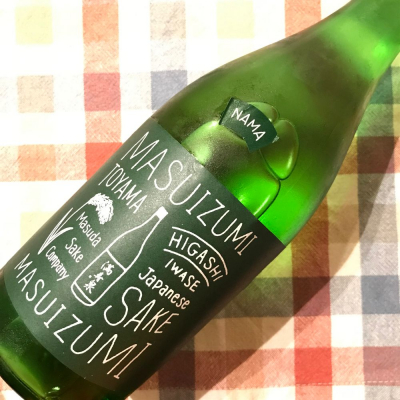 NAMA
MASUIZUMI
TOYAMA
HIGASHI
IWASE
Masuda
Sake
Company
満寿泉
Japanese
SAKE
MASUIZUMI